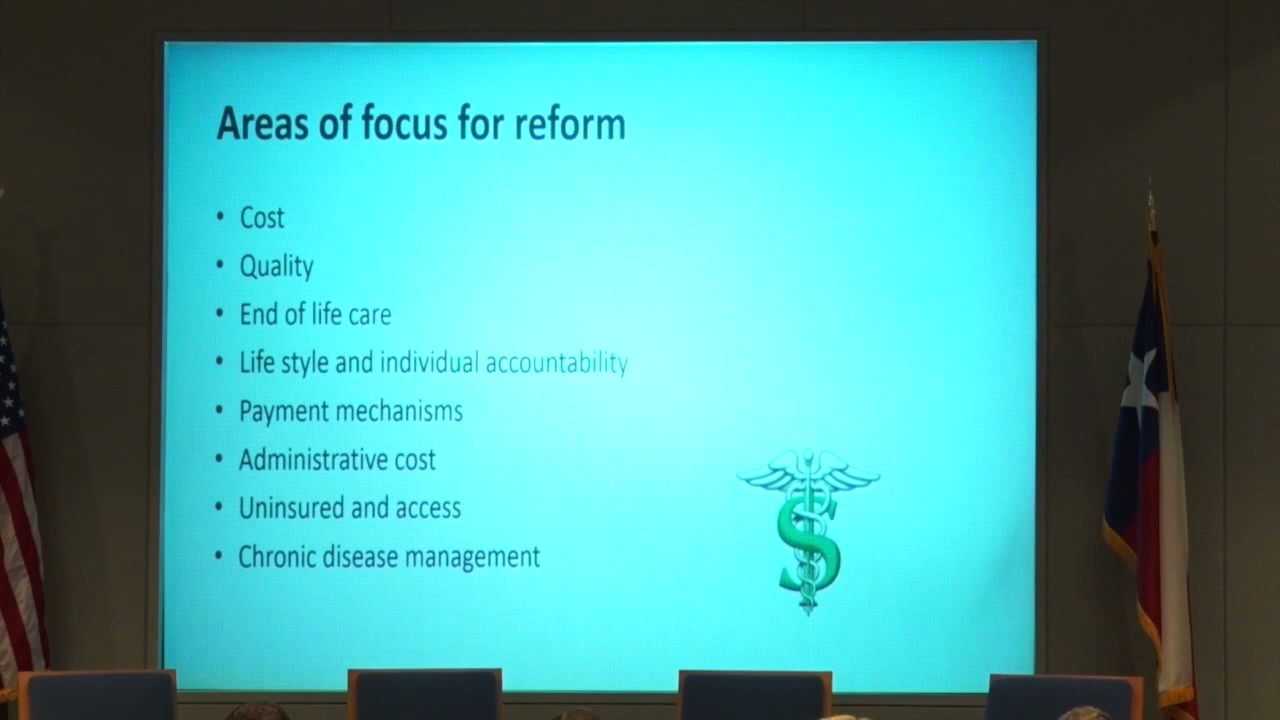 Areas of focus for reform
• Cost
• Quality
• End of life care
• Life style and individual accountability
• Payment mechanisms
• Administrative cost
• Uninsured and access
• Chronic disease management
S